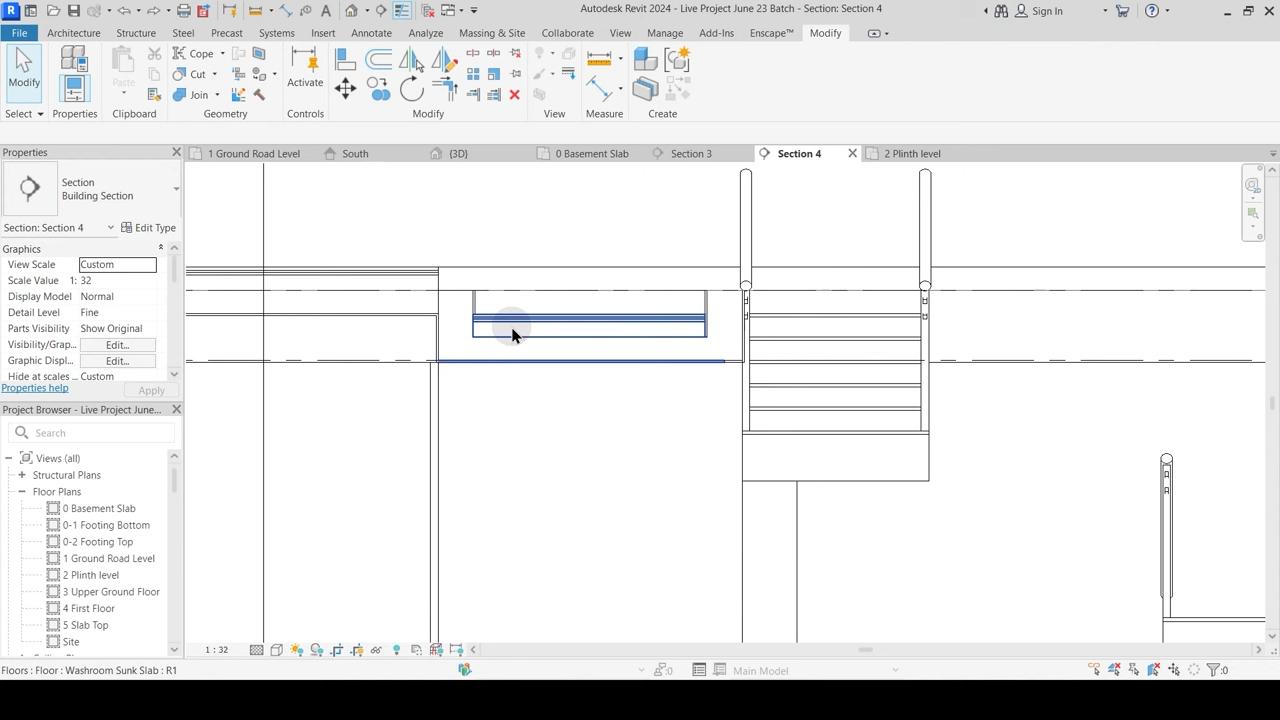 Autodesk Revit 2024 - Live Project June 23 Batch - Section: Section 4
Sign In
File Architecture Structure Steel Precast Systems Insert Annotate Analyze Massing & Site Collaborate View Manage Add-Ins Enscape™ Modify
Modify
Paste
Cope
Cut
Join
Activate
Select Properties Clipboard Geometry Controls Modify View Measure Create
Properties
1 Ground Road Level South {3D} 0 Basement Slab Section 3 Section 4 2 Plinth level
Section
Building Section
Section: Section 4 Edit Type
Graphics
View Scale Custom
Scale Value 1: 32
Display Model Normal
Detail Level Fine
Parts Visibility Show Original
Visibility/Grap... Edit...
Graphic Displ... Edit...
Hide at scales ... Custom
Properties help Apply
Project Browser - Live Project June...
Search
Views (all)
Structural Plans
Floor Plans
0 Basement Slab
0-1 Footing Bottom
0-2 Footing Top
1 Ground Road Level
2 Plinth level
3 Upper Ground Floor
4 First Floor
5 Slab Top
Site
1 : 32
Floors : Floor : Washroom Sunk Slab : R1
:0
Main Model
:0